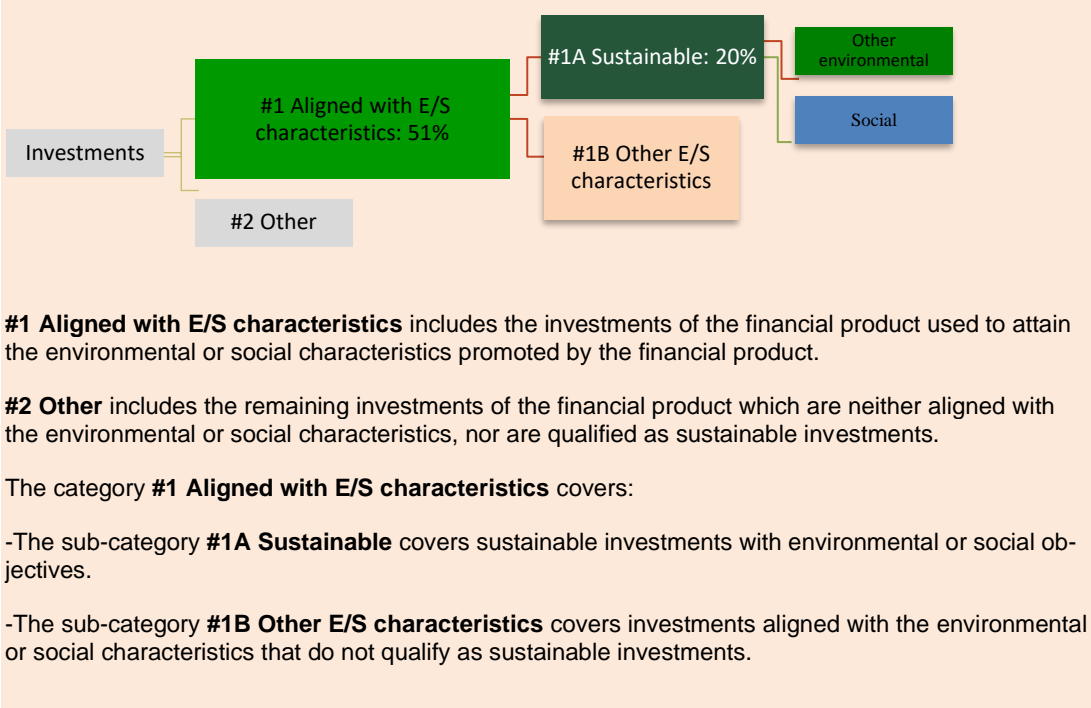 Investments
#1 Aligned with E/S
characteristics: 51%
#2 Other
#1A Sustainable: 20%
#1B Other E/S
characteristics
Other
environmental
Social
#1 Aligned with E/S characteristics includes the investments of the financial product used to attain
the environmental or social characteristics promoted by the financial product.
#2 Other includes the remaining investments of the financial product which are neither aligned with
the environmental or social characteristics, nor are qualified as sustainable investments.
The category #1 Aligned with E/S characteristics covers:
-The sub-category #1A Sustainable covers sustainable investments with environmental or social ob-
jectives.
-The sub-category #1B Other E/S characteristics covers investments aligned with the environmental
or social characteristics that do not qualify as sustainable investments.